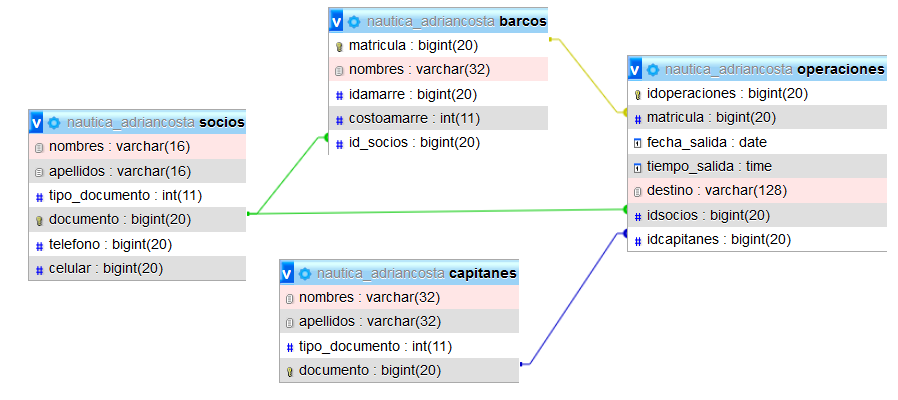 v nautica_adriancosta barcos
matricula : bigint(20)
nombres : varchar(32)
idamarre : bigint(20)
costoamarre : int(11)
id_socios : bigint(20)
v nautica_adriancosta operaciones
idoperaciones : bigint(20)
matricula : bigint(20)
fecha_salida : date
tiempo_salida : time
destino : varchar(128)
idsocios : bigint(20)
idcapitanes : bigint(20)
v nautica_adriancosta socios
nombres : varchar(16)
apellidos : varchar(16)
tipo_documento : int(11)
documento : bigint(20)
telefono : bigint(20)
celular : bigint(20)
v nautica_adriancosta capitanes
nombres : varchar(32)
apellidos : varchar(32)
tipo_documento : int(11)
documento : bigint(20)